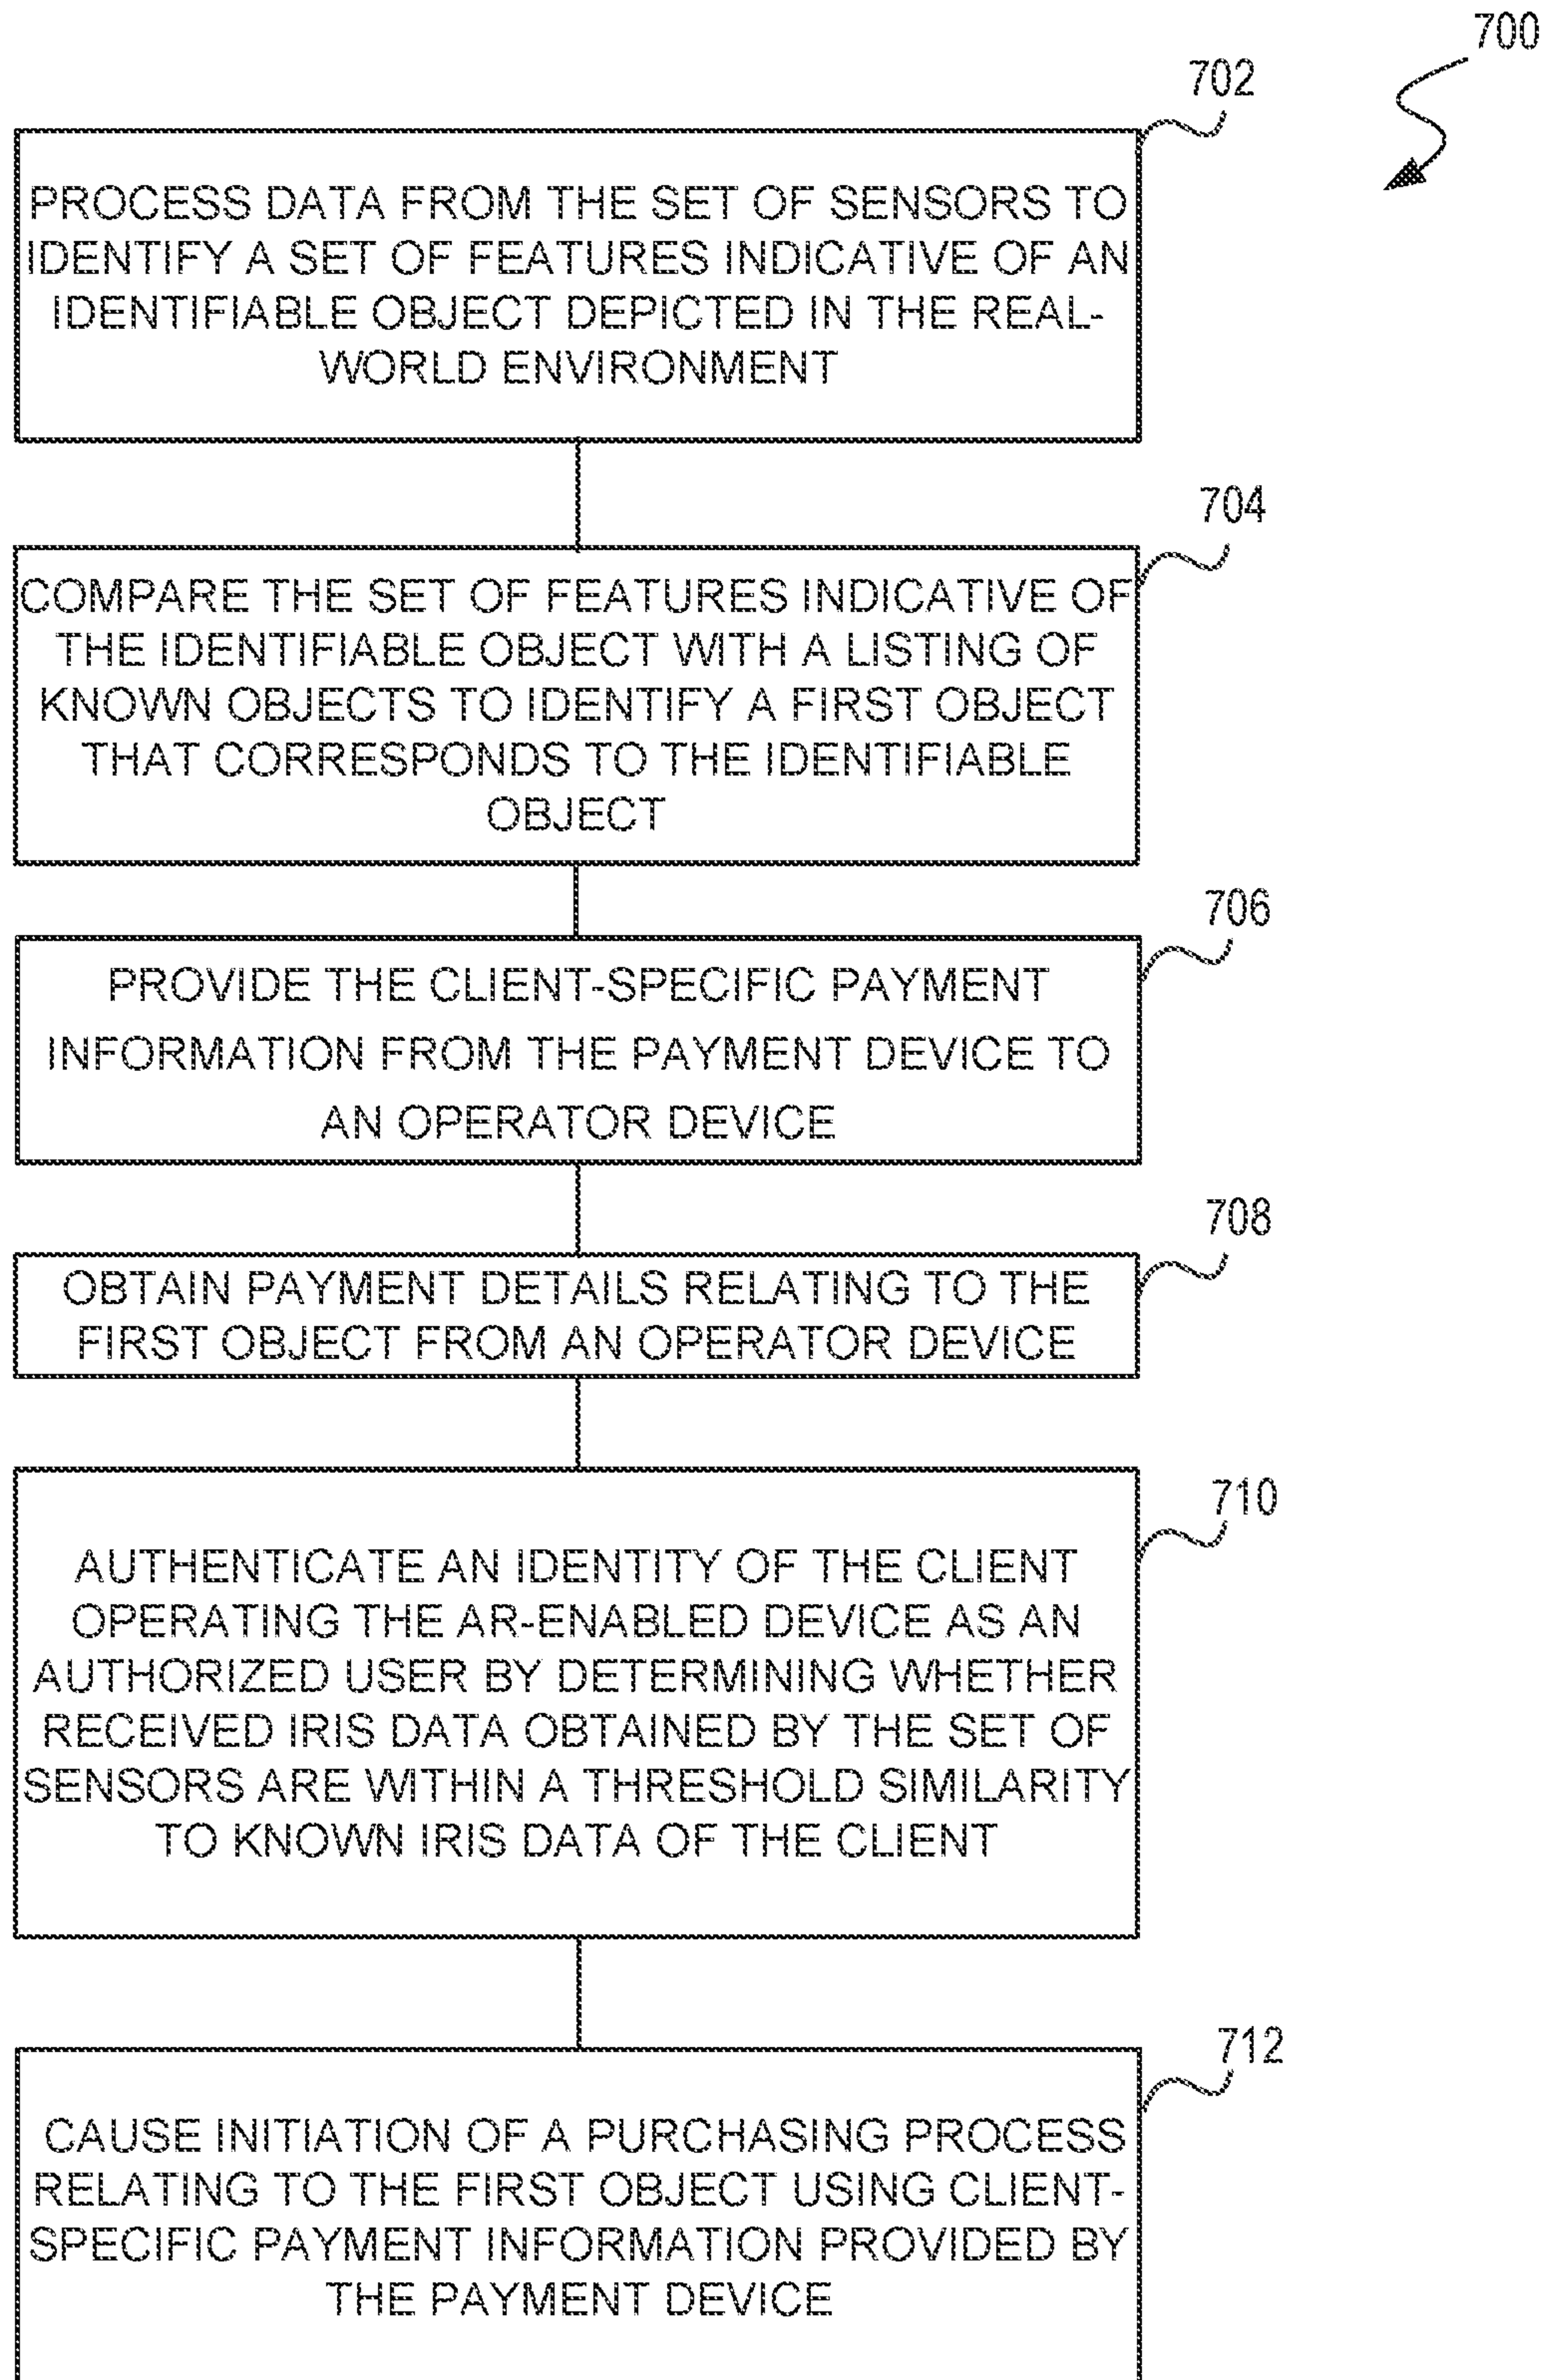 700
702
PROCESS DATA FROM THE SET OF SENSORS TO
IDENTIFY A SET OF FEATURES INDICATIVE OF AN
IDENTIFIABLE OBJECT DEPICTED IN THE REAL-
WORLD ENVIRONMENT
704
COMPARE THE SET OF FEATURES INDICATIVE OF
THE IDENTIFIABLE OBJECT WITH A LISTING OF
KNOWN OBJECTS TO IDENTIFY A FIRST OBJECT
THAT CORRESPONDS TO THE IDENTIFIABLE
OBJECT
706
PROVIDE THE CLIENT-SPECIFIC PAYMENT
INFORMATION FROM THE PAYMENT DEVICE TO
AN OPERATOR DEVICE
708
OBTAIN PAYMENT DETAILS RELATING TO THE
FIRST OBJECT FROM AN OPERATOR DEVICE
710
AUTHENTICATE AN IDENTITY OF THE CLIENT
OPERATING THE AR-ENABLED DEVICE AS AN
AUTHORIZED USER BY DETERMINING WHETHER
RECEIVED IRIS DATA OBTAINED BY THE SET OF
SENSORS ARE WITHIN A THRESHOLD SIMILARITY
TO KNOWN IRIS DATA OF THE CLIENT
712
CAUSE INITIATION OF A PURCHASING PROCESS
RELATING TO THE FIRST OBJECT USING CLIENT-
SPECIFIC PAYMENT INFORMATION PROVIDED BY
THE PAYMENT DEVICE